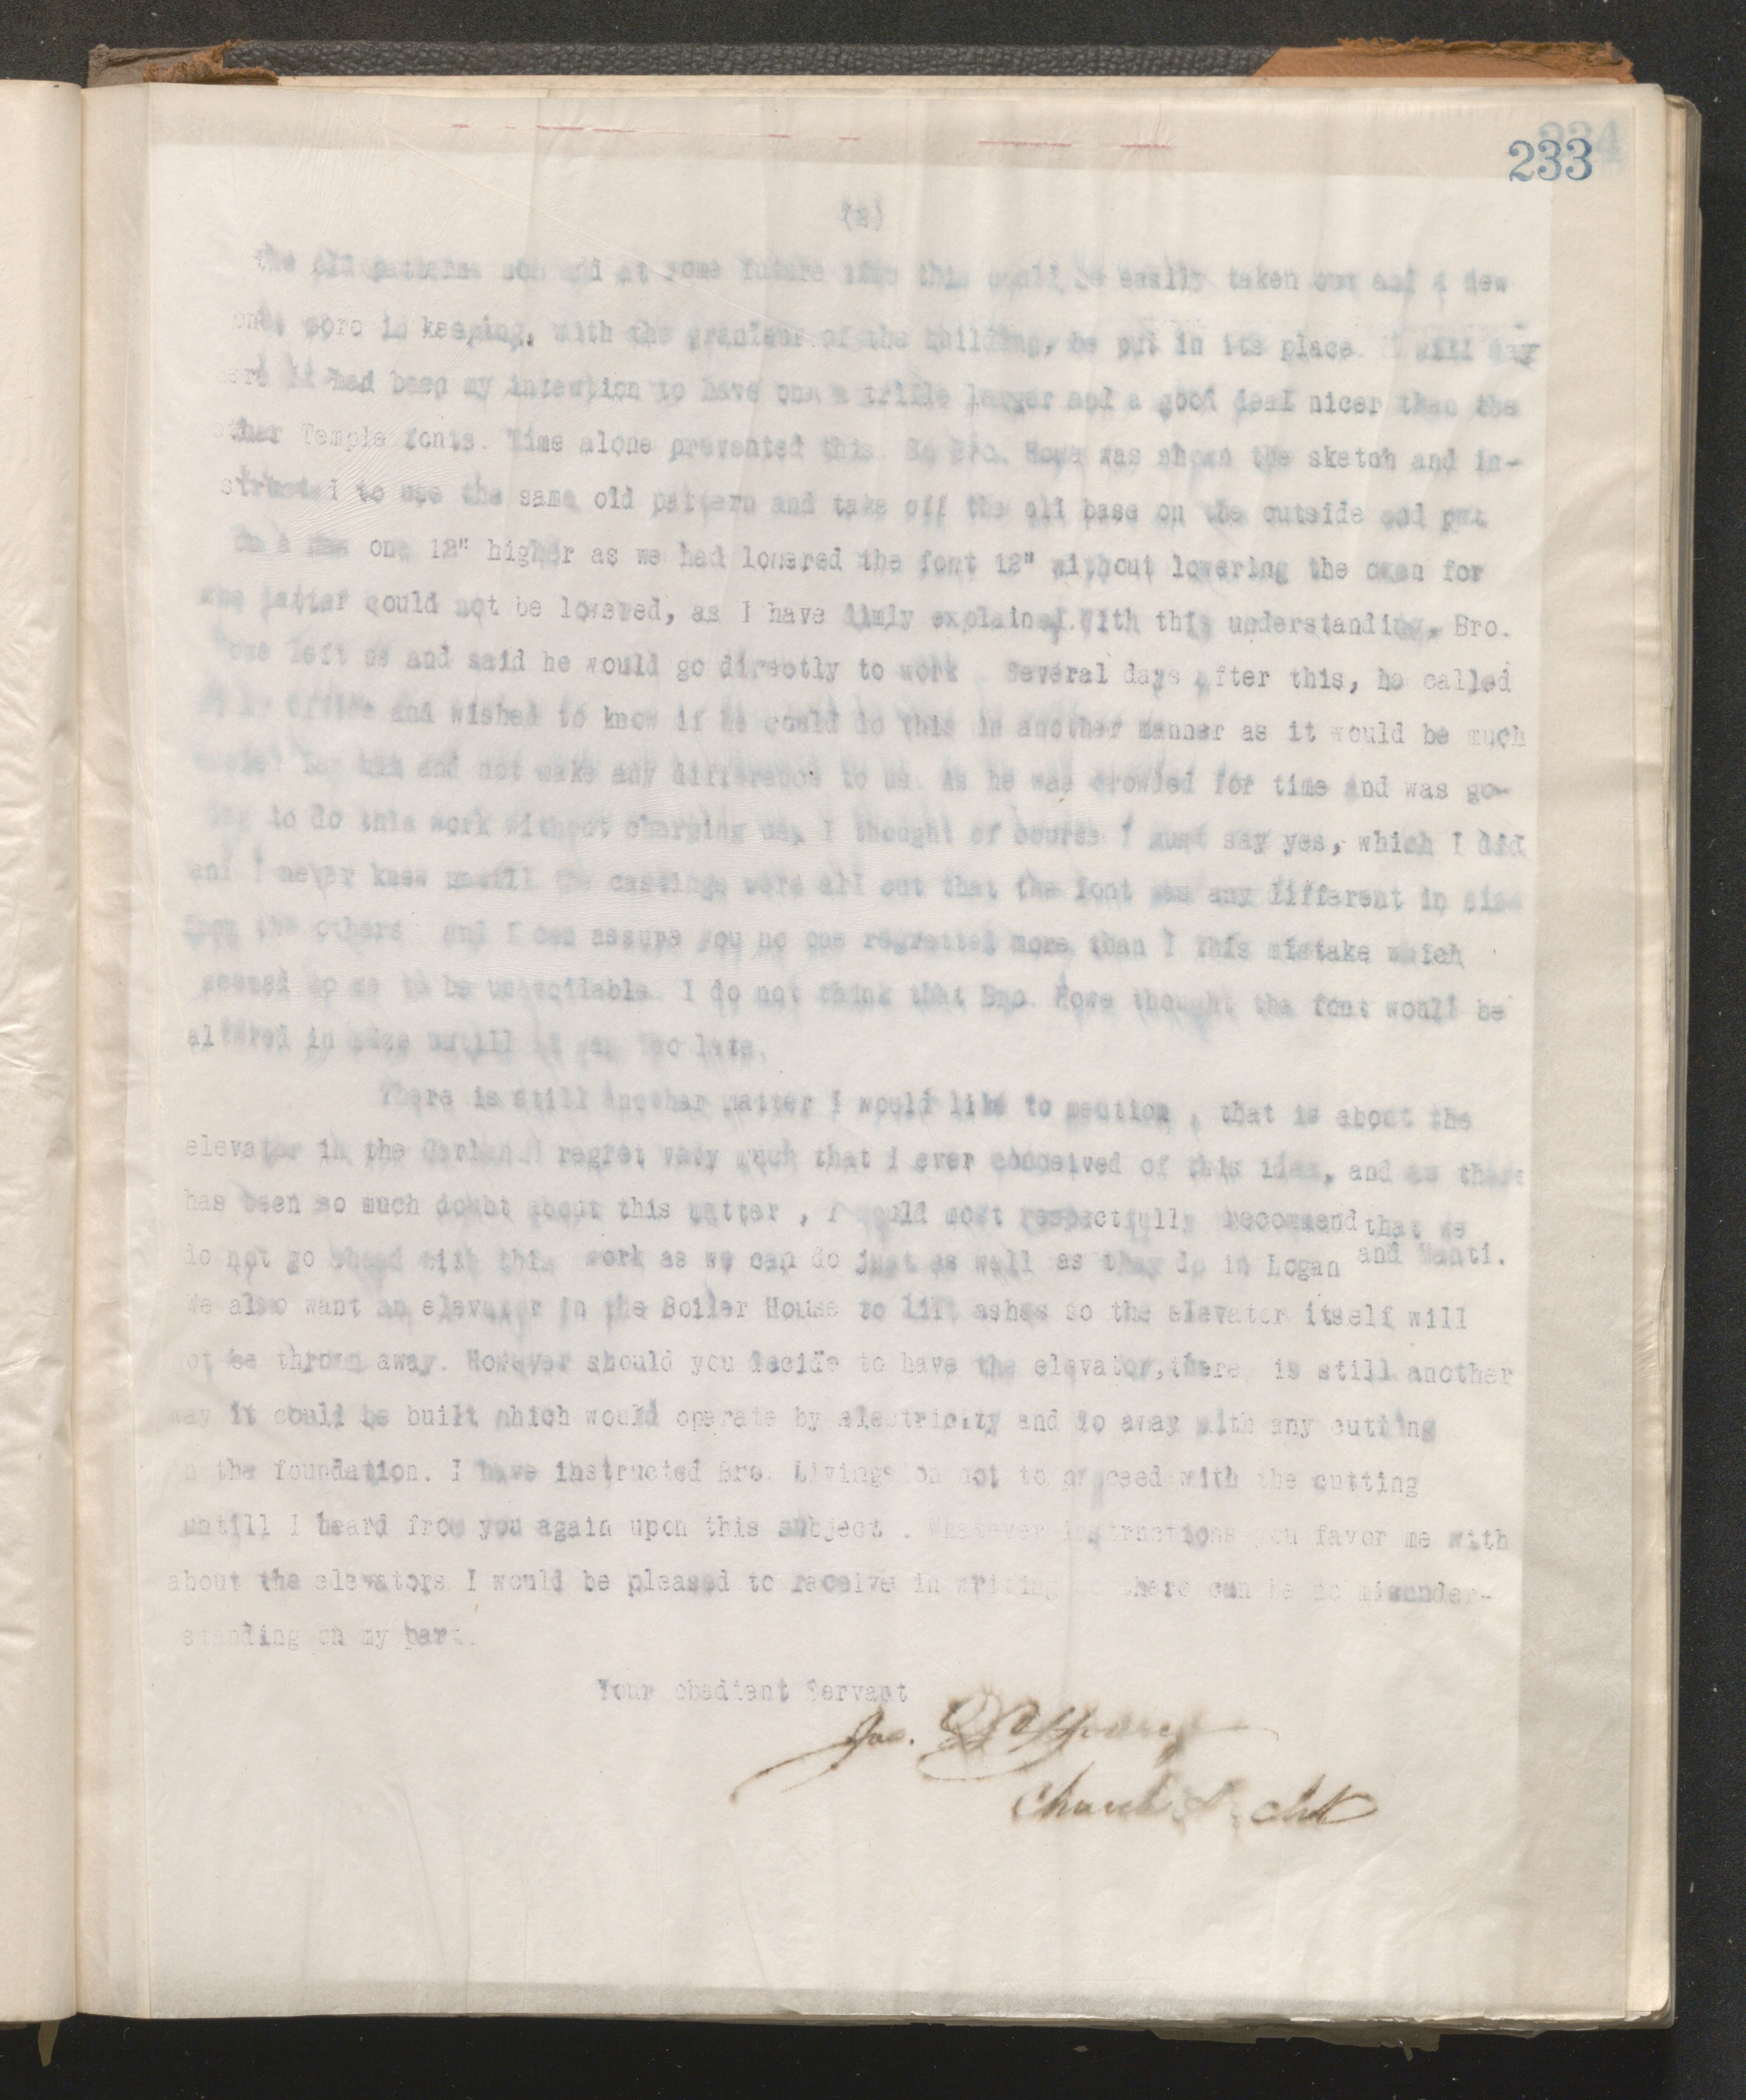 233
(2)
the old patterns now and at some future time this could be easily taken out and a new
one, more in keeping, with the grandeur of the building, be put in its place. I will say
here it had been my intention to have one a trifle larger and a good deal nicer than the
other Temple fonts. Time alone prevented this. So Bro. Howe was shown the sketch and in-
structed to use the same old pattern and take off the old base on the outside and put
on a new one 12" higher as we had lowered the font 12" without lowering the oxen for
the latter could not be lowered, as I have dimly explained. With this understanding, Bro.
Howe left us and said he would go directly to work Several days after this, he called
at my office and wished to know if he could do this in another manner as it would be much
easier for him and not make any difference to us. As he was crowded for time and was go-
ing to do this work without charging us, I thought of course I must say yes, which I did
and I never knew untill the castings were all out that the font was any different in size
from the others and I can assure you no one regretted more than I this mistake which
seemed to me to be unavoidable. I do not think that Bro. Howe thought the font would be
altered in size untill it was too late.
There is still another matter I would like to mention, that is about the
elevator in the Garden. I regret very much that I ever conceived of this idea, and as there
has been so much doubt about this matter, I would most respectfully recommend that we
do not go ahead with this work as we can do just as well as they do in Logan and Manti.
We also want an elevator in the Boiler House to lift ashes so the elevator itself will
not be thrown away. However should you decide to have the elevator, there is still another
way it could be built which would operate by electricity and do away with any cutting
in the foundation. I have instructed Bro. Livingston not to proceed with the cutting
untill I heard from you again upon this subject. Whatever instructions you favor me with
about the elevators I would be pleased to receive in writing so there can be no misunder-
standing on my part.
Your obedient Servant
Jos. Don
Church Archt